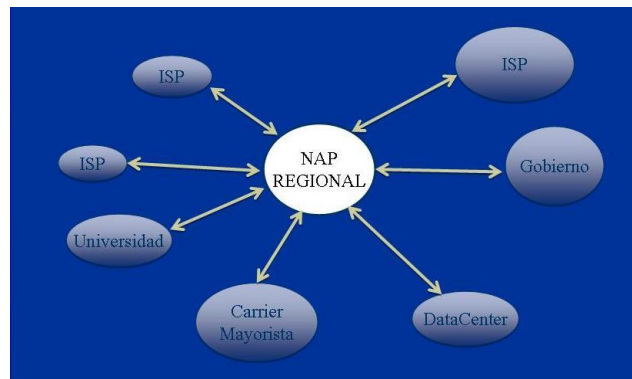 ISP
ISP
NAP
REGIONAL
ISP
Gobierno
Universidad
Carrier
Mayorista
DataCenter